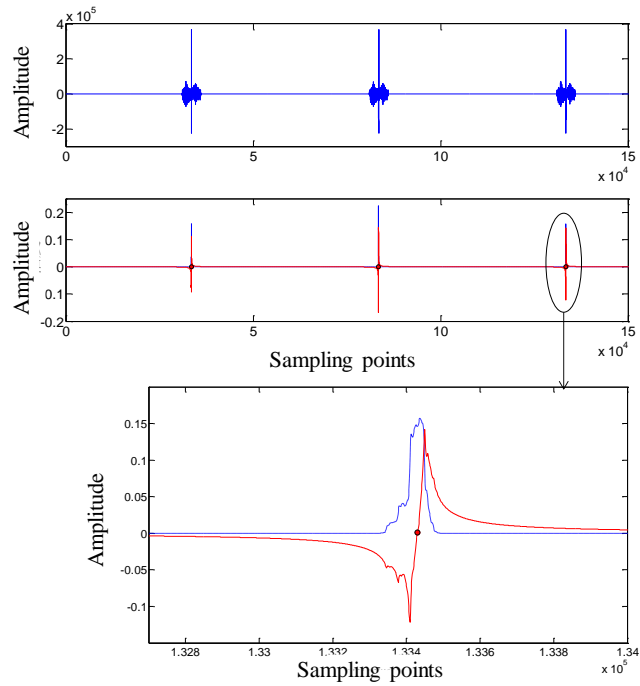 4 x 10^5
2
0
-2
Amplitude
0 5 10 15
x 10^4
0.2
0.1
0
0.1
-0.2
Amplitude
0 5 10 15
x 10^4
Sampling points
0.15
0.1
0.05
0
-0.05
-0.1
Amplitude
1.328 1.33 1.332 1.334 1.336 1.338 1.34
x 10^5
Sampling points